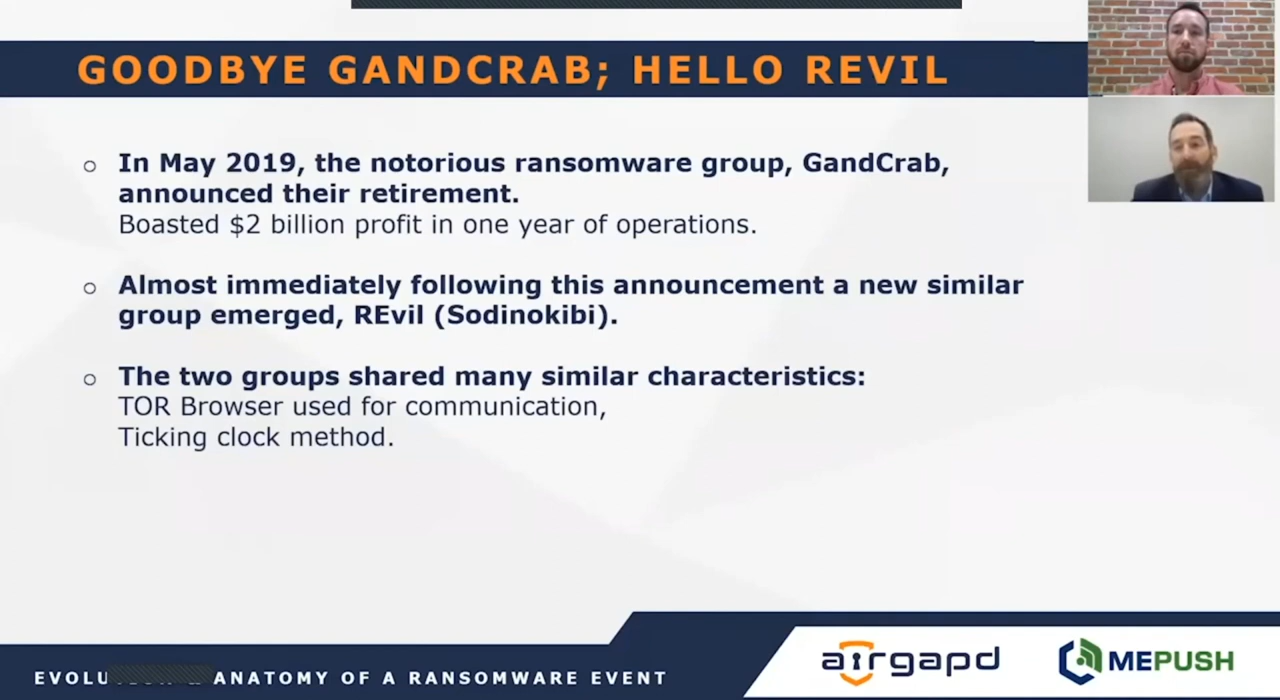 GOODBYE GANDCRAB; HELLO REVIL
In May 2019, the notorious ransomware group, GandCrab,
announced their retirement.
Boasted $2 billion profit in one year of operations.
Almost immediately following this announcement a new similar
group emerged, REvil (Sodinokibi).
The two groups shared many similar characteristics:
TOR Browser used for communication,
Ticking clock method.
ANATOMY OF A RANSOMWARE EVENT
airgapd
MEPUSH